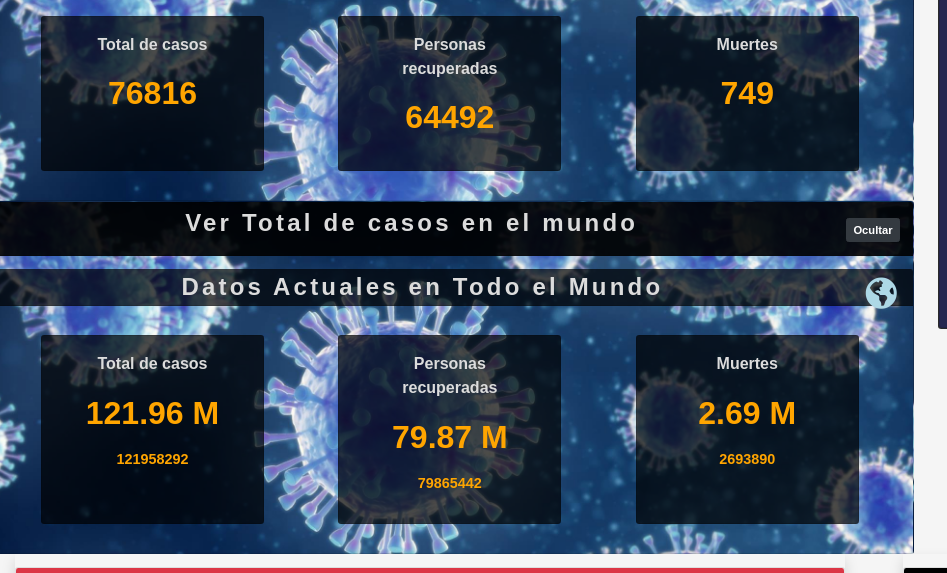 Total de casos
76816
Personas
recuperadas
64492
Muertes
749
Ver Total de casos en el mundo
Ocultar
Datos Actuales en Todo el Mundo
Total de casos
121.96 M
121958292
Personas
recuperadas
79.87 M
79865442
Muertes
2.69 M
2693890